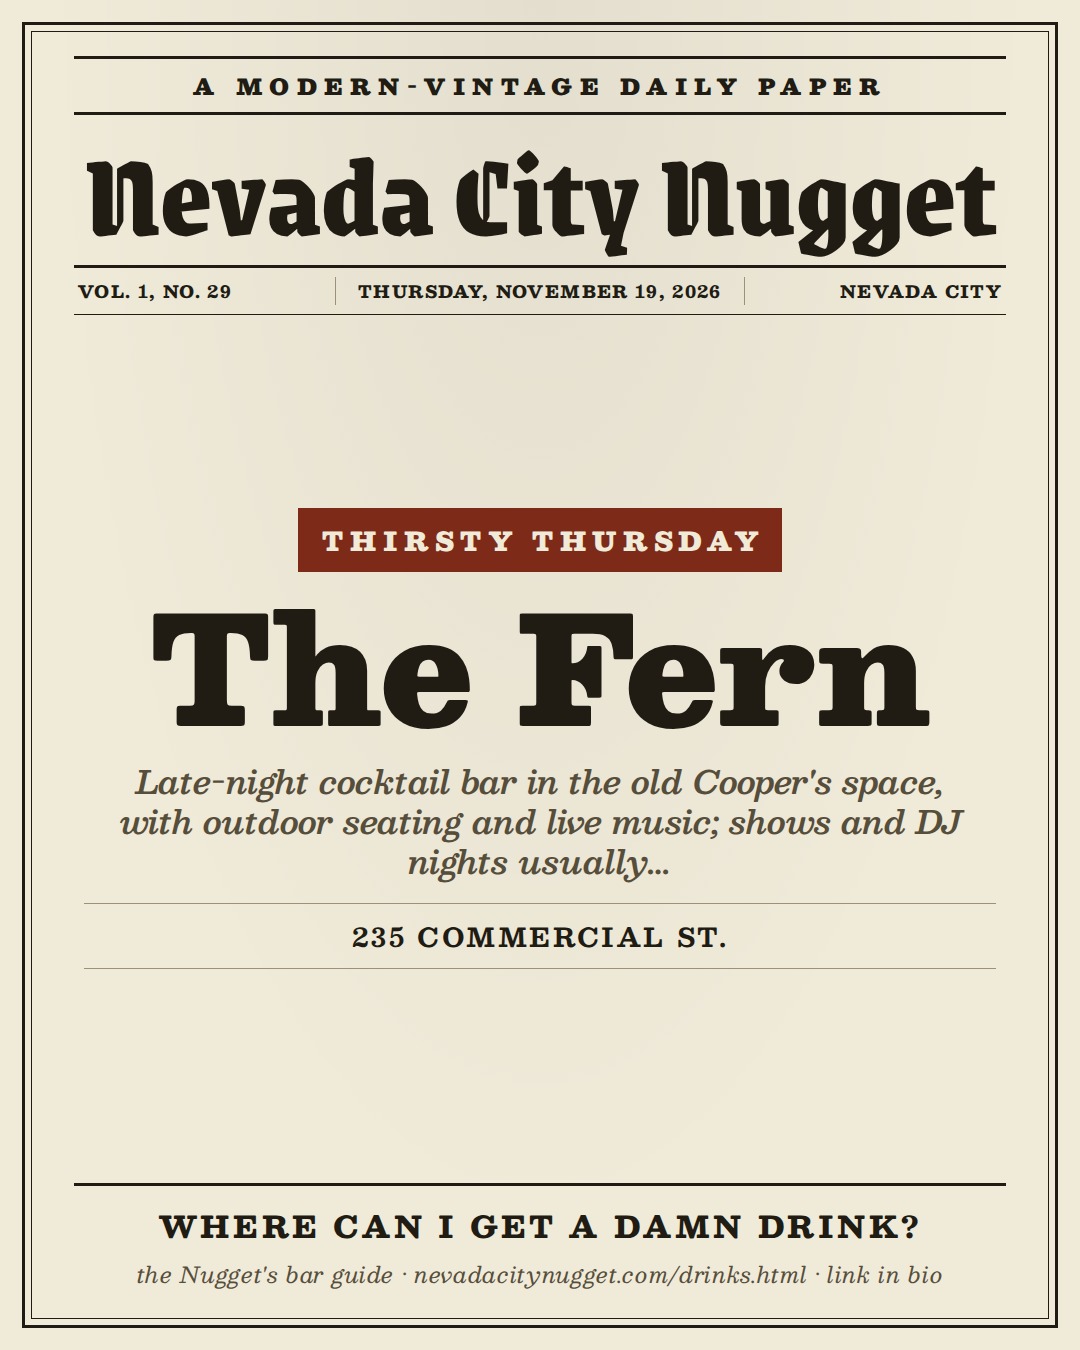 A MODERN-VINTAGE DAILY PAPER
Nevada City Nugget
VOL. 1, NO. 29
THURSDAY, NOVEMBER 19, 2026
NEVADA CITY
THIRSTY THURSDAY
The Fern
Late-night cocktail bar in the old Cooper's space,
with outdoor seating and live music; shows and DJ
nights usually...
235 COMMERCIAL ST.
WHERE CAN I GET A DAMN DRINK?
the Nugget's bar guide · nevadacitynugget.com/drinks.html · link in bio